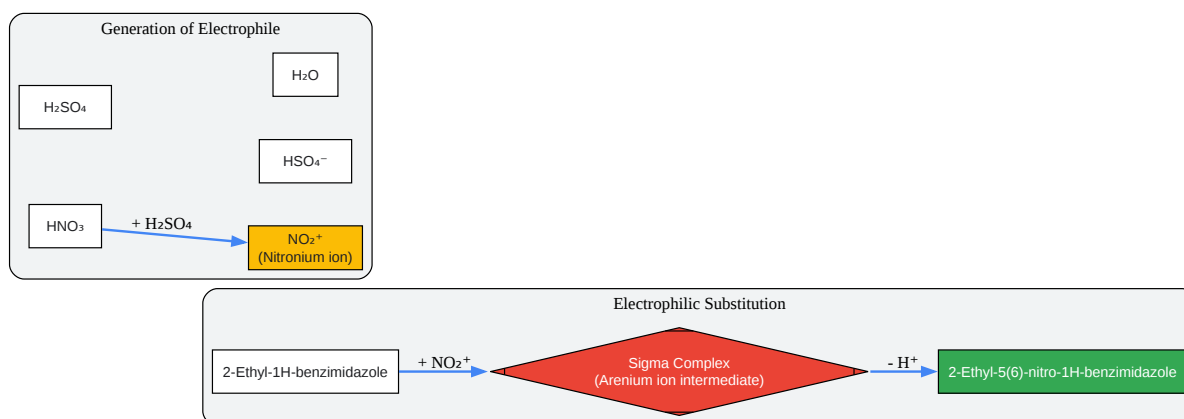 Generation of Electrophile
H₂O
H₂SO₄
HSO₄⁻
HNO₃
+ H₂SO₄
NO₂⁺
(Nitronium ion)
Electrophilic Substitution
2-Ethyl-1H-benzimidazole
+ NO₂⁺
Sigma Complex
(Arenium ion intermediate)
- H⁺
2-Ethyl-5(6)-nitro-1H-benzimidazole